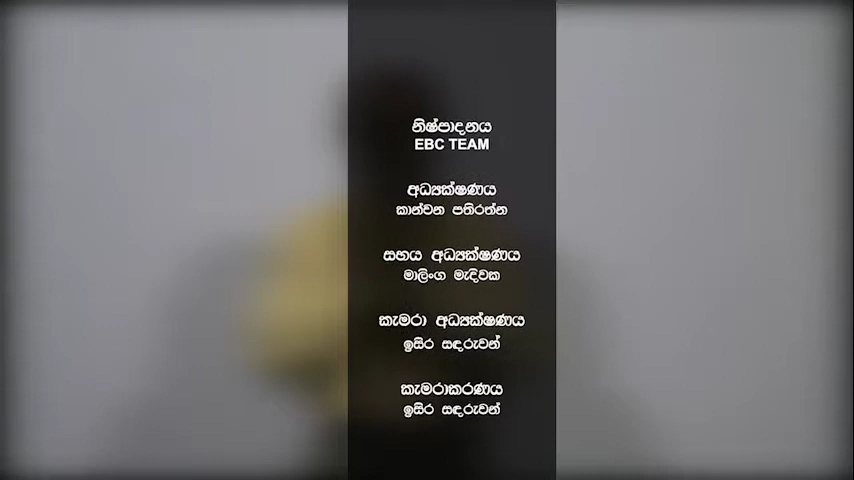 නිෂ්පාදනය
EBC TEAM
අධ්‍යක්ෂණය
කාන්චන පතිරත්න
සහය අධ්‍යක්ෂණය
මාලිංග මැදිවක
කැමරා අධ්‍යක්ෂණය
ඉසිර සඳරුවන්
කැමරාකරණය
ඉසිර සඳරුවන්